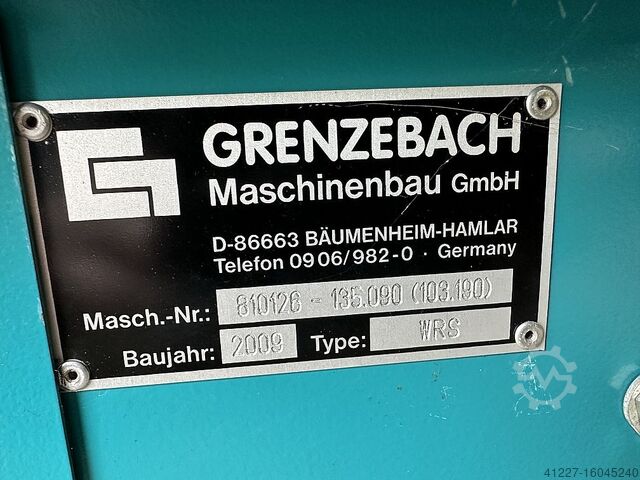 GRENZEBACH
Maschinenbau GmbH
D-86663 BÄUMENHEIM-HAMLAR
Telefon 0906/982-0 · Germany
Masch.-Nr.: 810126 - 135.090 (103.190)
Baujahr: 2009 Type: WRS
41227-16045240